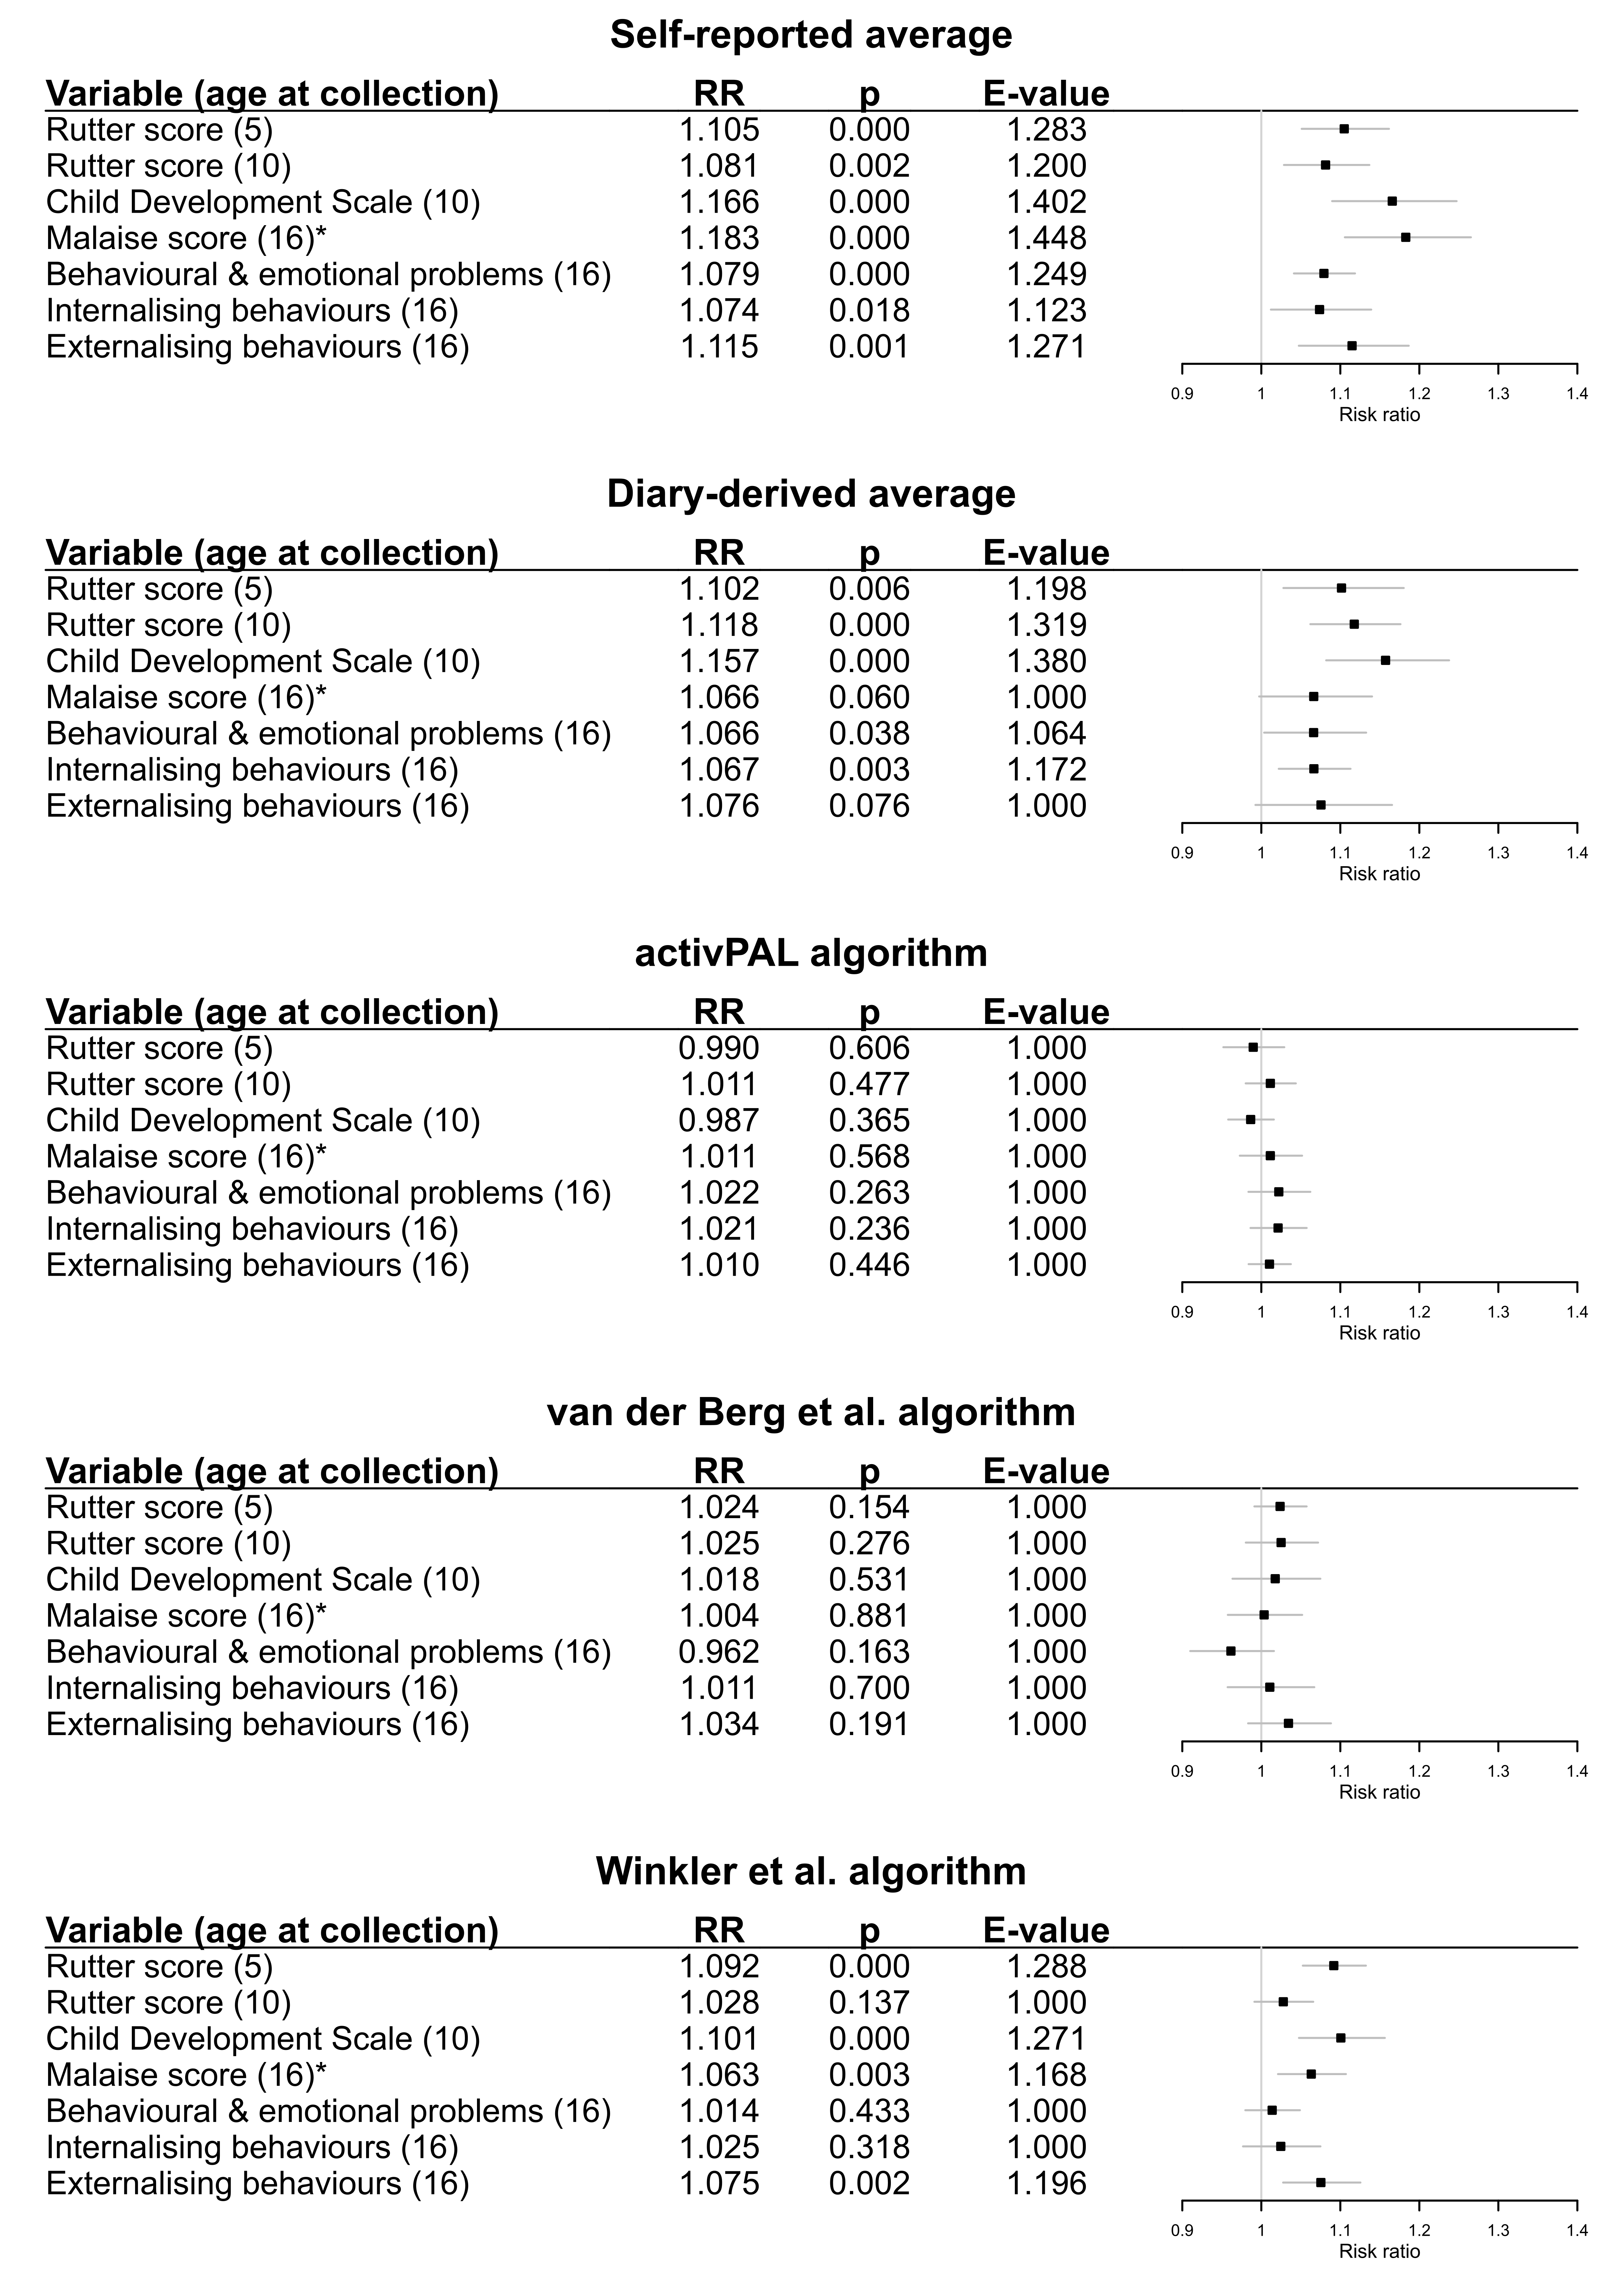 Self-reported average
Variable (age at collection) RR p E-value
Rutter score (5) 1.105 0.000 1.283
Rutter score (10) 1.081 0.002 1.200
Child Development Scale (10) 1.166 0.000 1.402
Malaise score (16)* 1.183 0.000 1.448
Behavioural & emotional problems (16) 1.079 0.000 1.249
Internalising behaviours (16) 1.074 0.018 1.123
Externalising behaviours (16) 1.115 0.001 1.271
0.9 1 1.1 1.2 1.3 1.4
Risk ratio
Diary-derived average
Variable (age at collection) RR p E-value
Rutter score (5) 1.102 0.006 1.198
Rutter score (10) 1.118 0.000 1.319
Child Development Scale (10) 1.157 0.000 1.380
Malaise score (16)* 1.066 0.060 1.000
Behavioural & emotional problems (16) 1.066 0.038 1.064
Internalising behaviours (16) 1.067 0.003 1.172
Externalising behaviours (16) 1.076 0.076 1.000
0.9 1 1.1 1.2 1.3 1.4
Risk ratio
activPAL algorithm
Variable (age at collection) RR p E-value
Rutter score (5) 0.990 0.606 1.000
Rutter score (10) 1.011 0.477 1.000
Child Development Scale (10) 0.987 0.365 1.000
Malaise score (16)* 1.011 0.568 1.000
Behavioural & emotional problems (16) 1.022 0.263 1.000
Internalising behaviours (16) 1.021 0.236 1.000
Externalising behaviours (16) 1.010 0.446 1.000
0.9 1 1.1 1.2 1.3 1.4
Risk ratio
van der Berg et al. algorithm
Variable (age at collection) RR p E-value
Rutter score (5) 1.024 0.154 1.000
Rutter score (10) 1.025 0.276 1.000
Child Development Scale (10) 1.018 0.531 1.000
Malaise score (16)* 1.004 0.881 1.000
Behavioural & emotional problems (16) 0.962 0.163 1.000
Internalising behaviours (16) 1.011 0.700 1.000
Externalising behaviours (16) 1.034 0.191 1.000
0.9 1 1.1 1.2 1.3 1.4
Risk ratio
Winkler et al. algorithm
Variable (age at collection) RR p E-value
Rutter score (5) 1.092 0.000 1.288
Rutter score (10) 1.028 0.137 1.000
Child Development Scale (10) 1.101 0.000 1.271
Malaise score (16)* 1.063 0.003 1.168
Behavioural & emotional problems (16) 1.014 0.433 1.000
Internalising behaviours (16) 1.025 0.318 1.000
Externalising behaviours (16) 1.075 0.002 1.196
0.9 1 1.1 1.2 1.3 1.4
Risk ratio